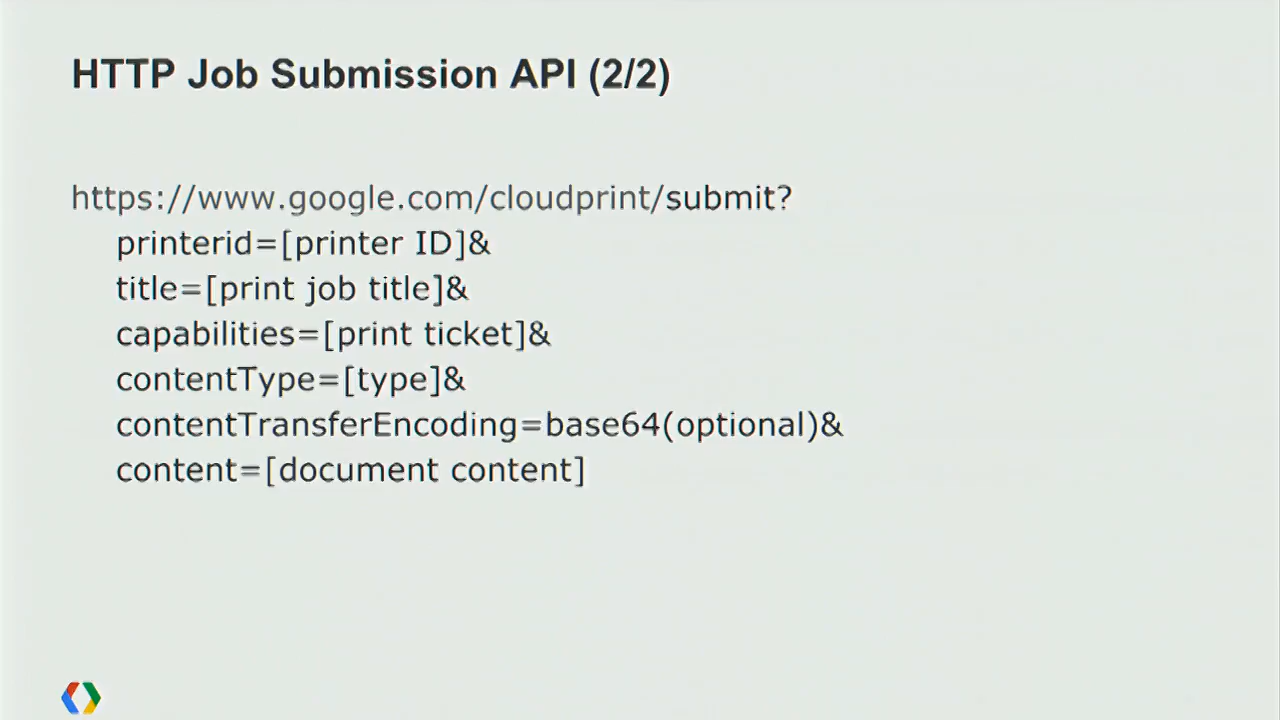 HTTP Job Submission API (2/2)
https://www.google.com/cloudprint/submit?
printerid=[printer ID]&
title=[print job title]&
capabilities=[print ticket]&
contentType=[type]&
contentTransferEncoding=base64(optional)&
content=[document content]